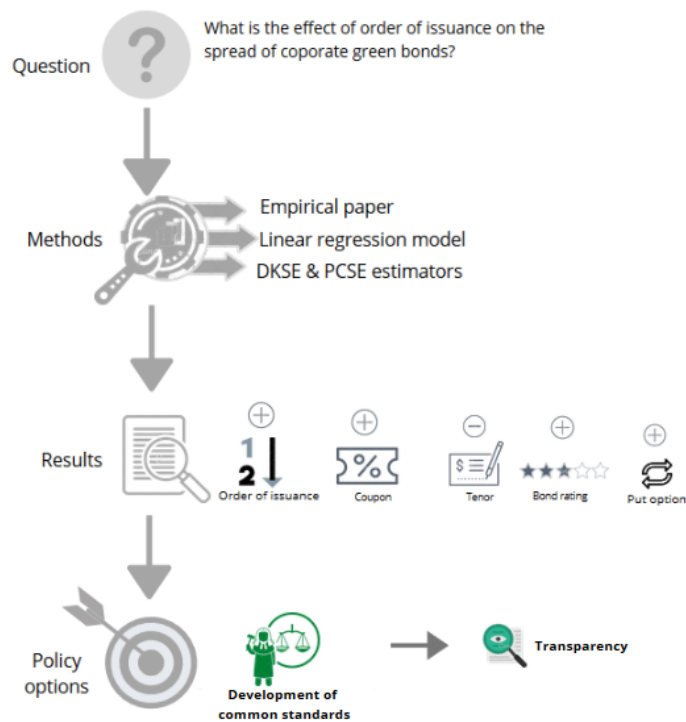 What is the effect of order of issuance on the
spread of coporate green bonds?
Question
Methods
Empirical paper
Linear regression model
DKSE & PCSE estimators
Results
1
2
%
$
Order of issuance
Coupon
Tenor
Bond rating
Put option
Policy
options
Development of
common standards
Transparency